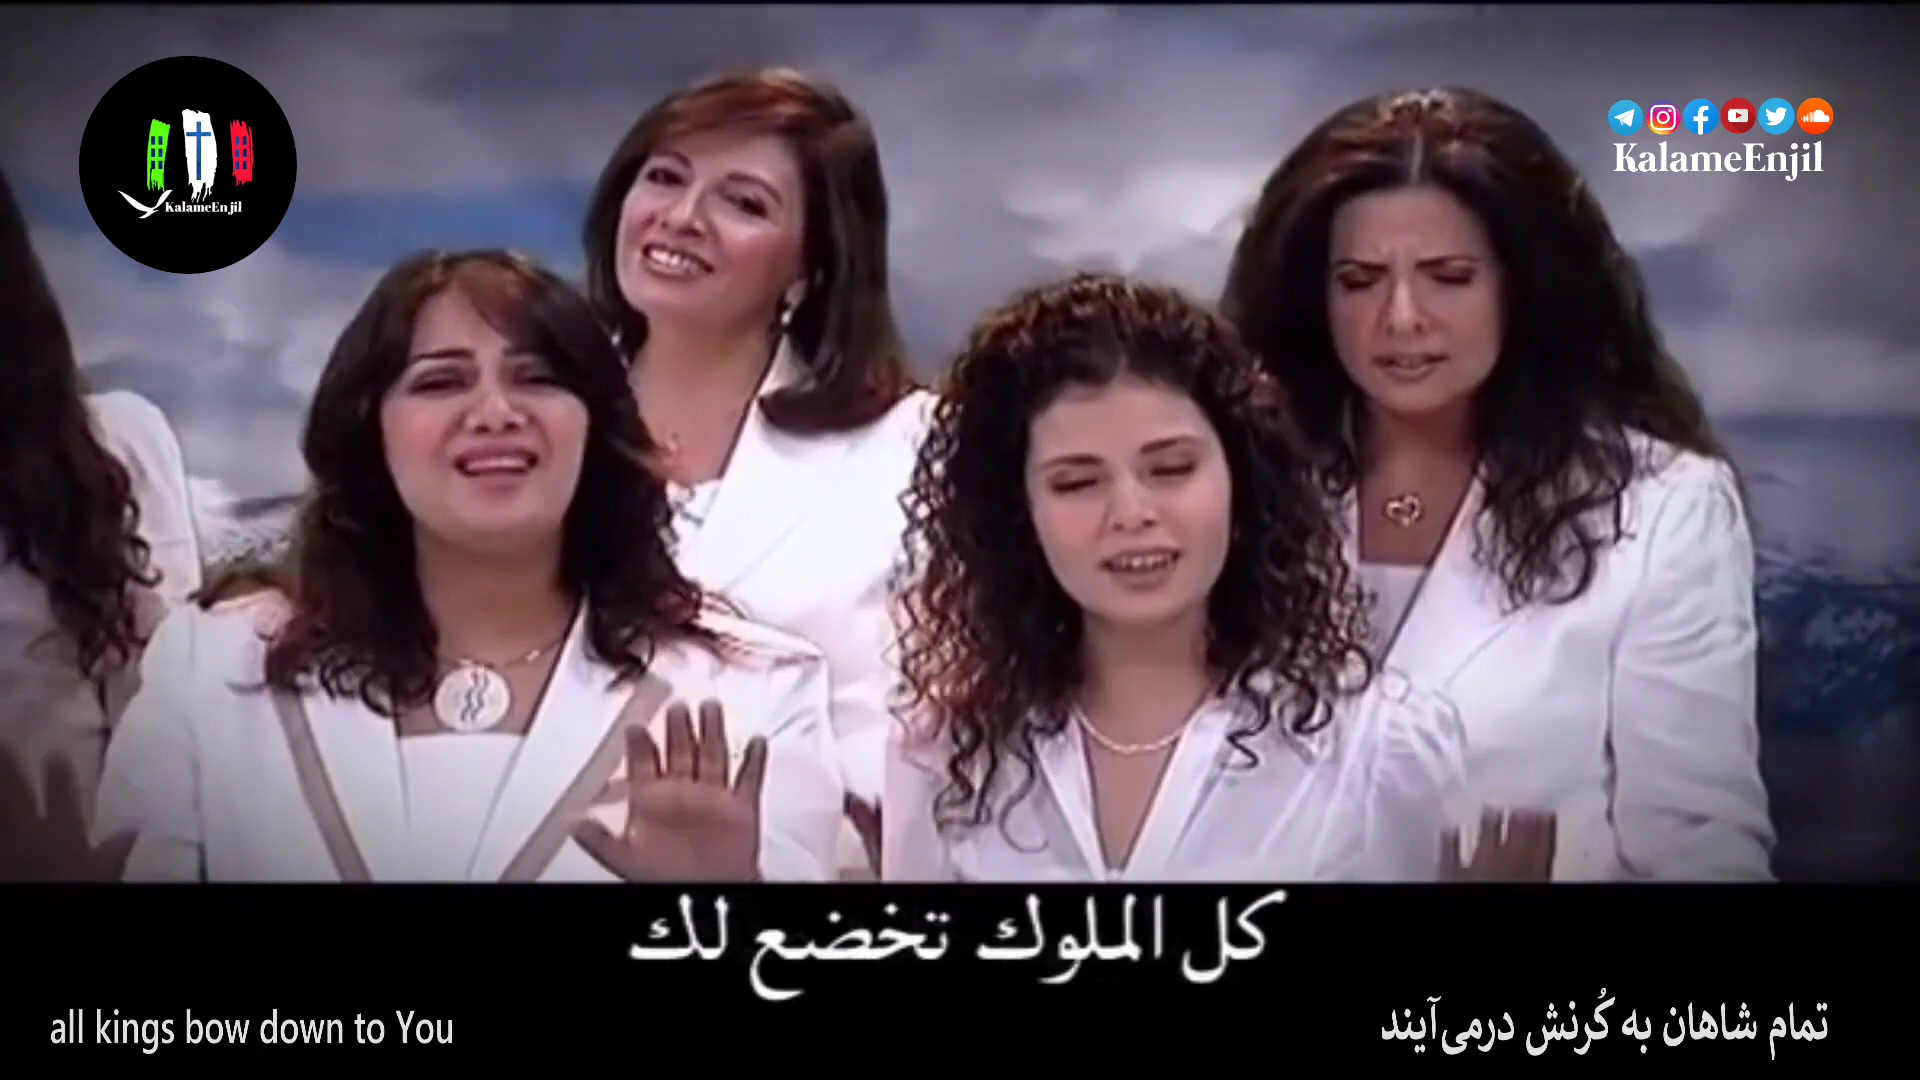 KalameEnjil
KalameEnjil
كل الملوك تخضع لك
all kings bow down to You
تمام شاهان به کُرنش درمی‌آیند